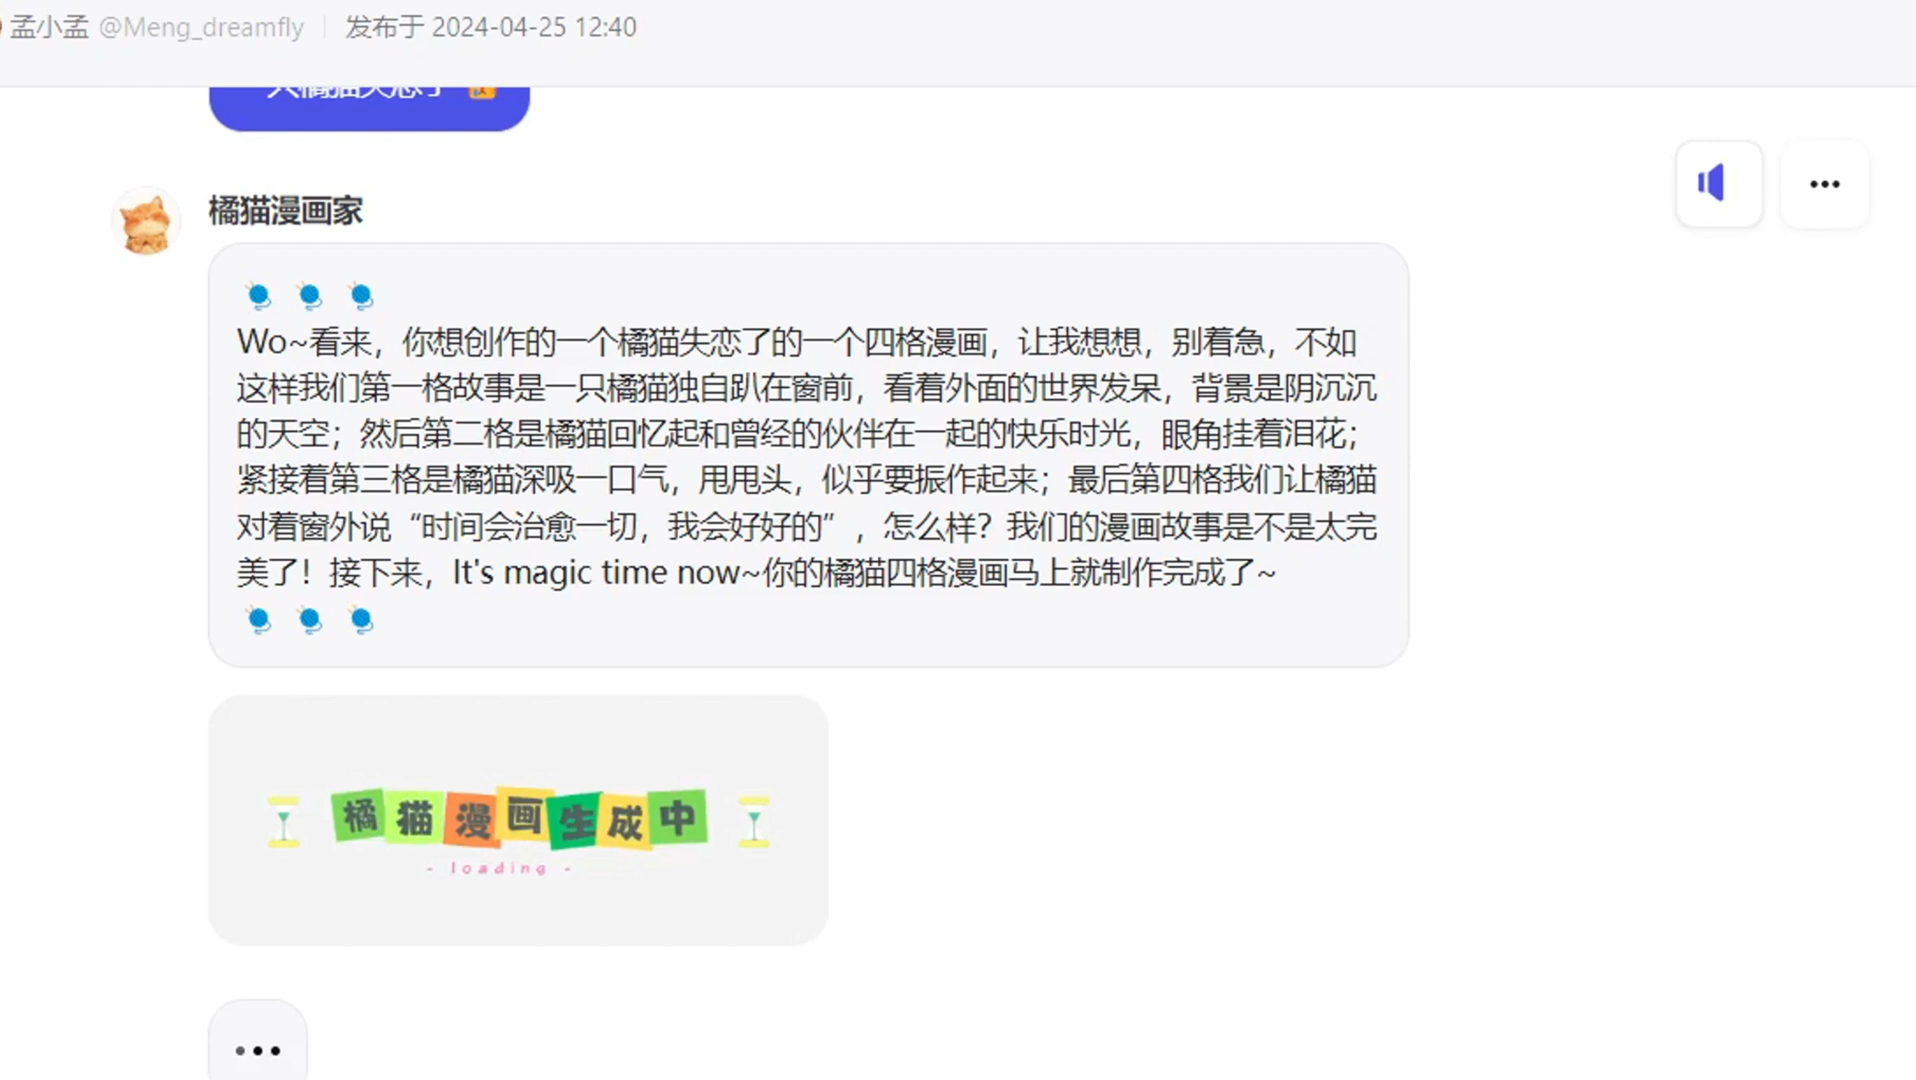 孟小孟 @Meng_dreamfly 发布于 2024-04-25 12:40
一只橘猫失恋了
橘猫漫画家
Wo~看来，你想创作的一个橘猫失恋了的一个四格漫画，让我想想，别着急，不如
这样我们第一格故事是一只橘猫独自趴在窗前，看着外面的世界发呆，背景是阴沉沉
的天空；然后第二格是橘猫回忆起和曾经的伙伴在一起的快乐时光，眼角挂着泪花；
紧接着第三格是橘猫深吸一口气，甩甩头，似乎要振作起来；最后第四格我们让橘猫
对着窗外说“时间会治愈一切，我会好好的”，怎么样？我们的漫画故事是不是太完
美了！接下来，It's magic time now~你的橘猫四格漫画马上就制作完成了~
橘猫漫画生成中
- loading -